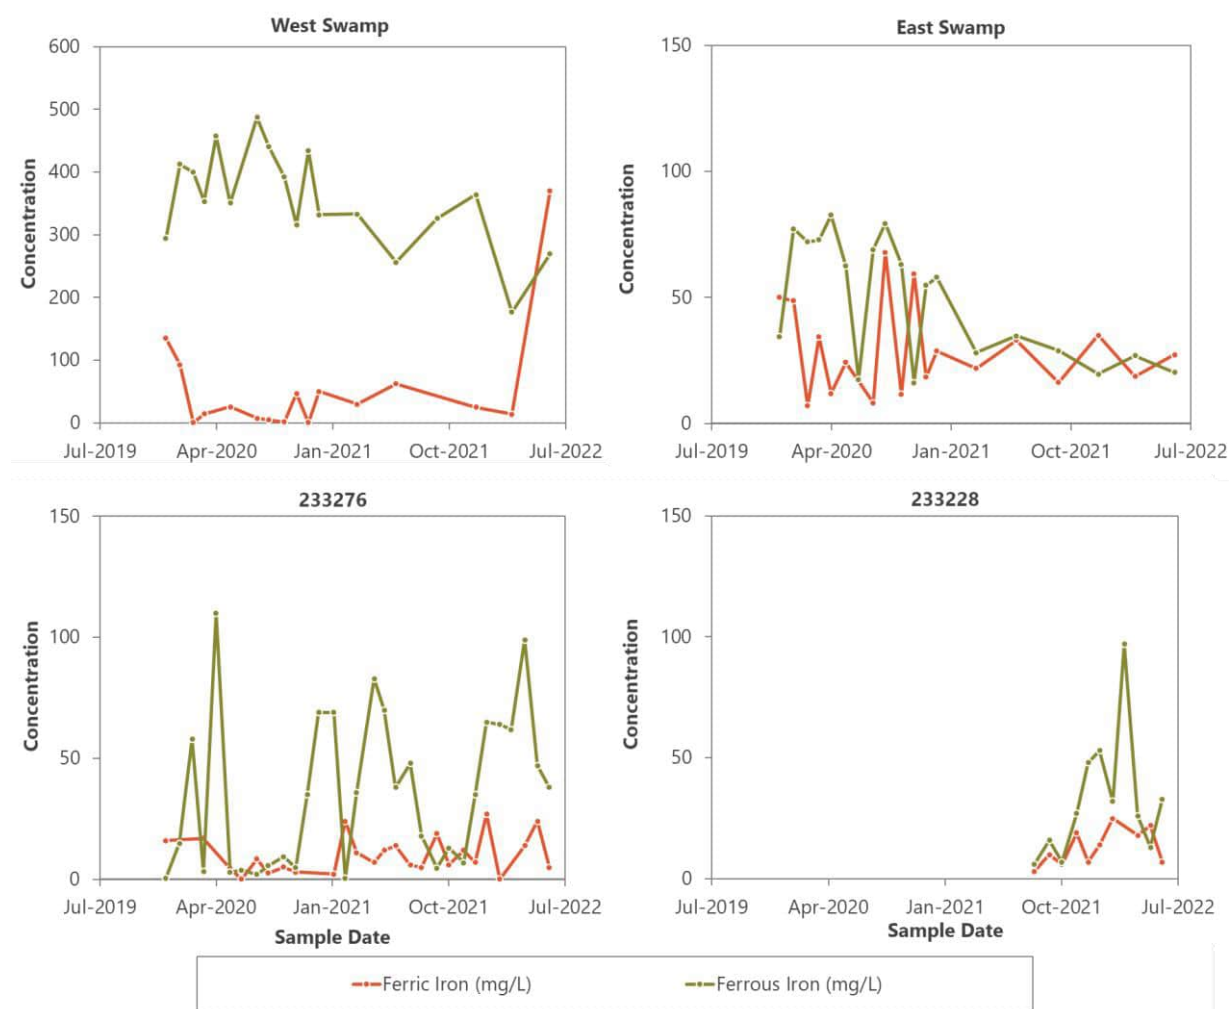 West Swamp
600
500
400
300
200
100
0
Concentration
Jul-2019 Apr-2020 Jan-2021 Oct-2021 Jul-2022
East Swamp
150
100
50
0
Concentration
Jul-2019 Apr-2020 Jan-2021 Oct-2021 Jul-2022
233276
150
100
50
0
Concentration
Jul-2019 Apr-2020 Jan-2021 Oct-2021 Jul-2022
Sample Date
233228
150
100
50
0
Concentration
Jul-2019 Apr-2020 Jan-2021 Oct-2021 Jul-2022
Sample Date
Ferric Iron (mg/L) Ferrous Iron (mg/L)